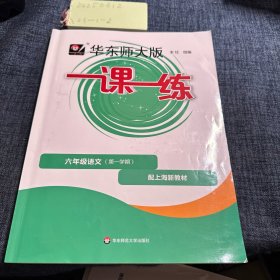 华东师大版
一课一练
六年级语文（第一学期）
配上海新教材
华东师范大学出版社